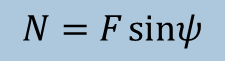 N = F sinψ